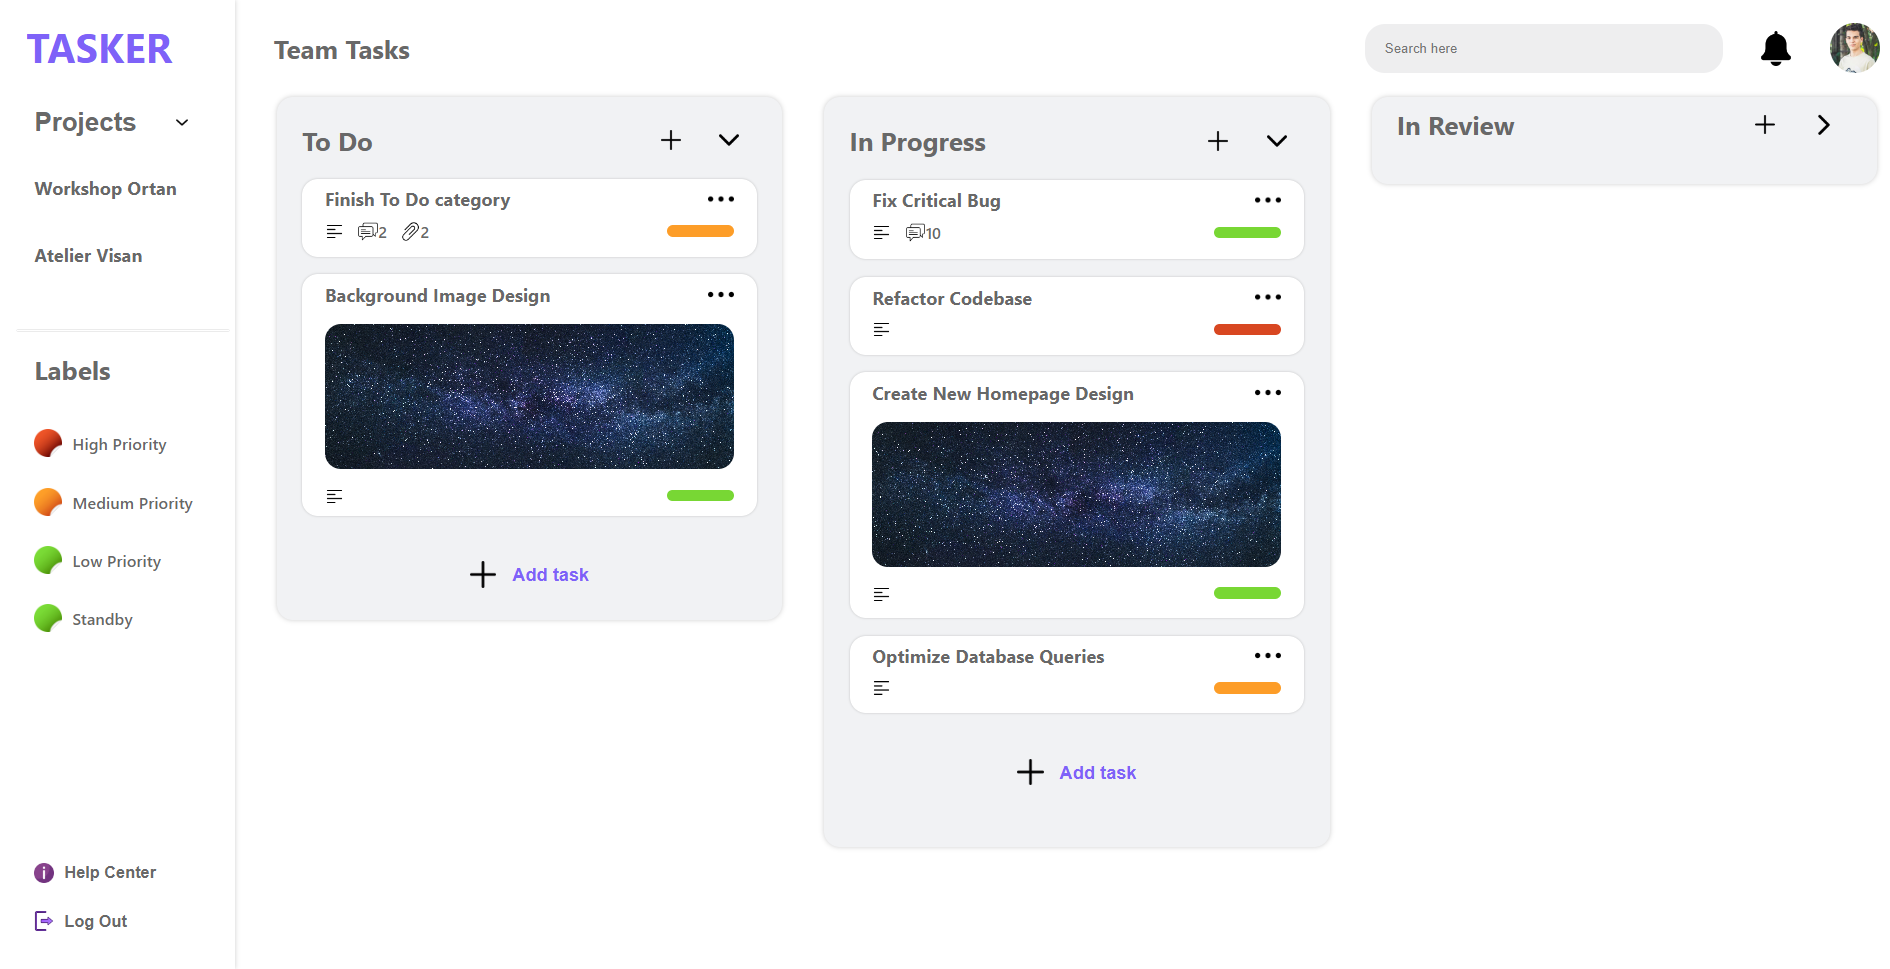 TASKER
Projects
Workshop Ortan
Atelier Visan
Labels
High Priority
Medium Priority
Low Priority
Standby
Help Center
Log Out
Team Tasks
Search here
To Do
Finish To Do category
2 2
Background Image Design
Add task
In Progress
Fix Critical Bug
10
Refactor Codebase
Create New Homepage Design
Optimize Database Queries
Add task
In Review